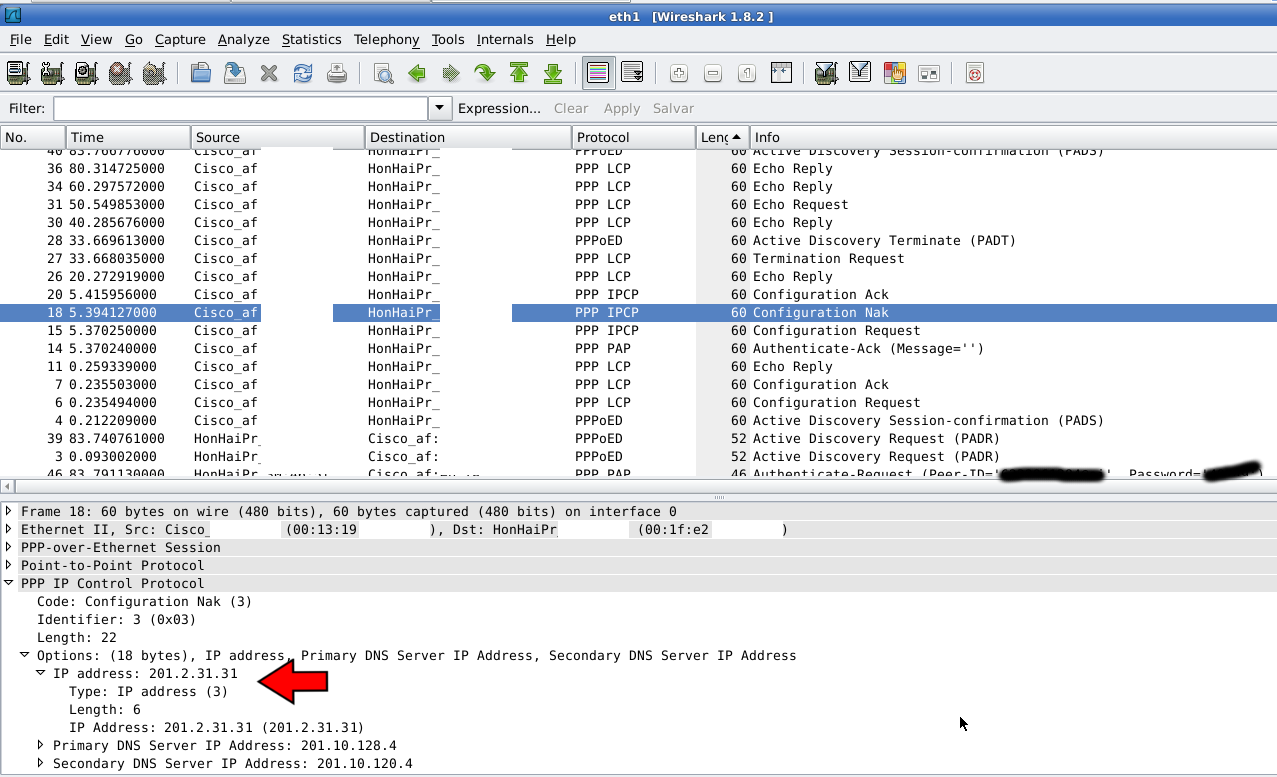 eth1 [Wireshark 1.8.2 ]
File Edit View Go Capture Analyze Statistics Telephony Tools Internals Help
Filter: Expression... Clear Apply Salvar
No. Time Source Destination Protocol Leng Info
40 83.766776000 Cisco_af HonHaiPr_ PPPoED 60 Active Discovery Session-confirmation (PADS)
36 80.314725000 Cisco_af HonHaiPr_ PPP LCP 60 Echo Reply
34 60.297572000 Cisco_af HonHaiPr_ PPP LCP 60 Echo Reply
31 50.549853000 Cisco_af HonHaiPr_ PPP LCP 60 Echo Request
30 40.285676000 Cisco_af HonHaiPr_ PPP LCP 60 Echo Reply
28 33.669613000 Cisco_af HonHaiPr_ PPPoED 60 Active Discovery Terminate (PADT)
27 33.668035000 Cisco_af HonHaiPr_ PPP LCP 60 Termination Request
26 20.272919000 Cisco_af HonHaiPr_ PPP LCP 60 Echo Reply
20 5.415956000 Cisco_af HonHaiPr_ PPP IPCP 60 Configuration Ack
18 5.394127000 Cisco_af HonHaiPr_ PPP IPCP 60 Configuration Nak
15 5.370250000 Cisco_af HonHaiPr_ PPP IPCP 60 Configuration Request
14 5.370240000 Cisco_af HonHaiPr_ PPP PAP 60 Authenticate-Ack (Message='')
11 0.259339000 Cisco_af HonHaiPr_ PPP LCP 60 Echo Reply
7 0.235503000 Cisco_af HonHaiPr_ PPP LCP 60 Configuration Ack
6 0.235494000 Cisco_af HonHaiPr_ PPP LCP 60 Configuration Request
4 0.212209000 Cisco_af HonHaiPr_ PPPoED 60 Active Discovery Session-confirmation (PADS)
39 83.740761000 HonHaiPr_ Cisco_af: PPPoED 52 Active Discovery Request (PADR)
3 0.093002000 HonHaiPr_ Cisco_af: PPPoED 52 Active Discovery Request (PADR)
46 83.791130000 HonHaiPr_ Cisco_af: PPP PAP 46 Authenticate-Request (Peer-ID=' ', Password=' )
Frame 18: 60 bytes on wire (480 bits), 60 bytes captured (480 bits) on interface 0
Ethernet II, Src: Cisco_ (00:13:19 ), Dst: HonHaiPr_ (00:1f:e2 )
PPP-over-Ethernet Session
Point-to-Point Protocol
PPP IP Control Protocol
Code: Configuration Nak (3)
Identifier: 3 (0x03)
Length: 22
Options: (18 bytes), IP address, Primary DNS Server IP Address, Secondary DNS Server IP Address
IP address: 201.2.31.31
Type: IP address (3)
Length: 6
IP Address: 201.2.31.31 (201.2.31.31)
Primary DNS Server IP Address: 201.10.128.4
Secondary DNS Server IP Address: 201.10.120.4